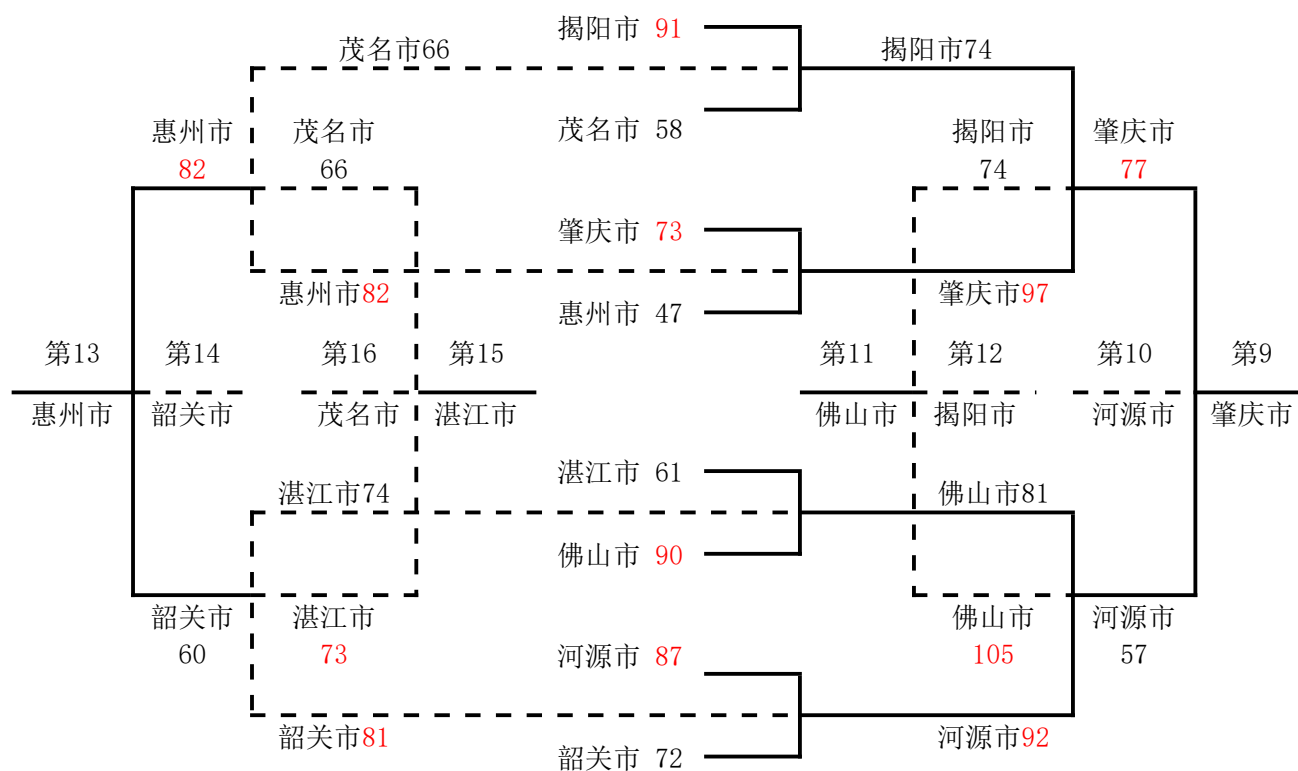 揭阳市 91
茂名市66
揭阳市74
茂名市 58
惠州市
82
茂名市
66
揭阳市
74
肇庆市
77
肇庆市 73
惠州市82
肇庆市97
惠州市 47
第13
第14
第16
第15
第11
第12
第10
第9
惠州市
韶关市
茂名市
湛江市
佛山市
揭阳市
河源市
肇庆市
湛江市 61
湛江市74
佛山市81
佛山市 90
韶关市
60
湛江市
73
佛山市
105
河源市
57
河源市 87
韶关市81
河源市92
韶关市 72